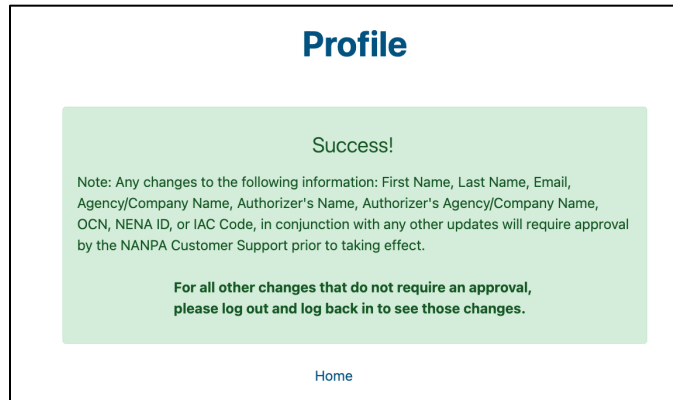 Profile
Success!
Note: Any changes to the following information: First Name, Last Name, Email,
Agency/Company Name, Authorizer's Name, Authorizer's Agency/Company Name,
OCN, NENA ID, or IAC Code, in conjunction with any other updates will require approval
by the NANPA Customer Support prior to taking effect.
For all other changes that do not require an approval,
please log out and log back in to see those changes.
Home